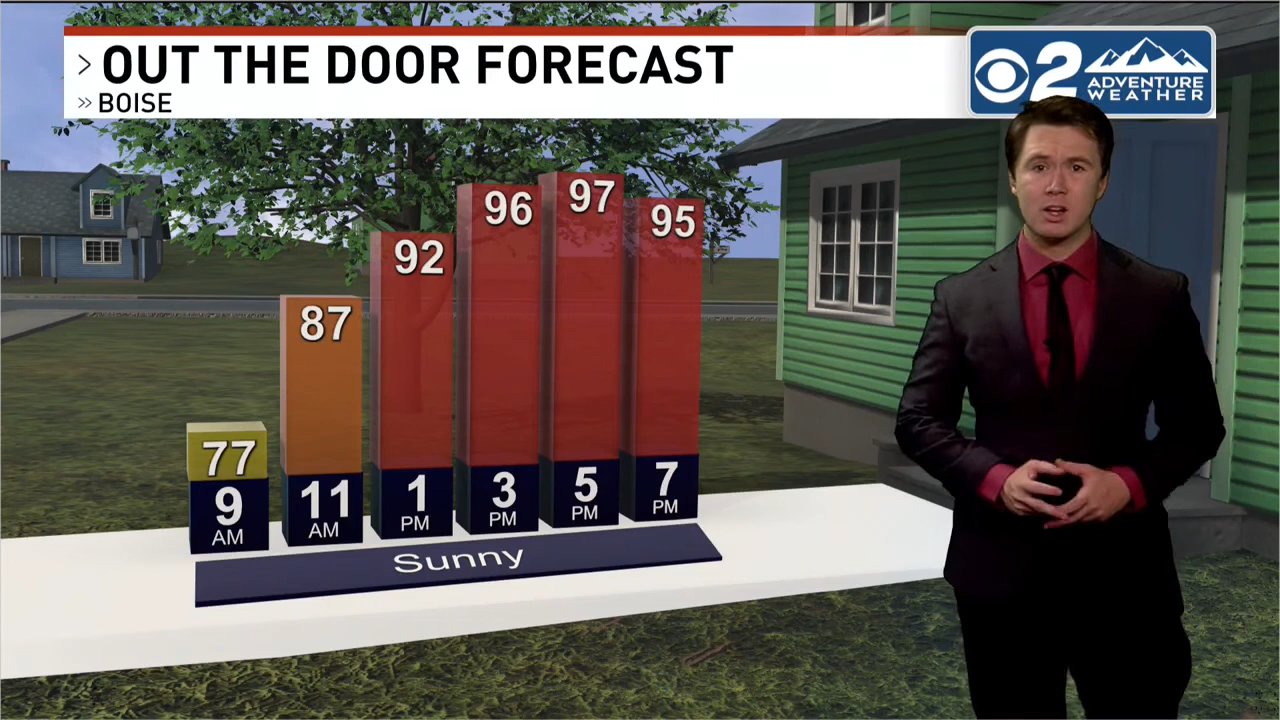 > OUT THE DOOR FORECAST
» BOISE
2 ADVENTURE
WEATHER
77
87
92
96
97
95
9
AM
11
AM
1
PM
3
PM
5
PM
7
PM
Sunny